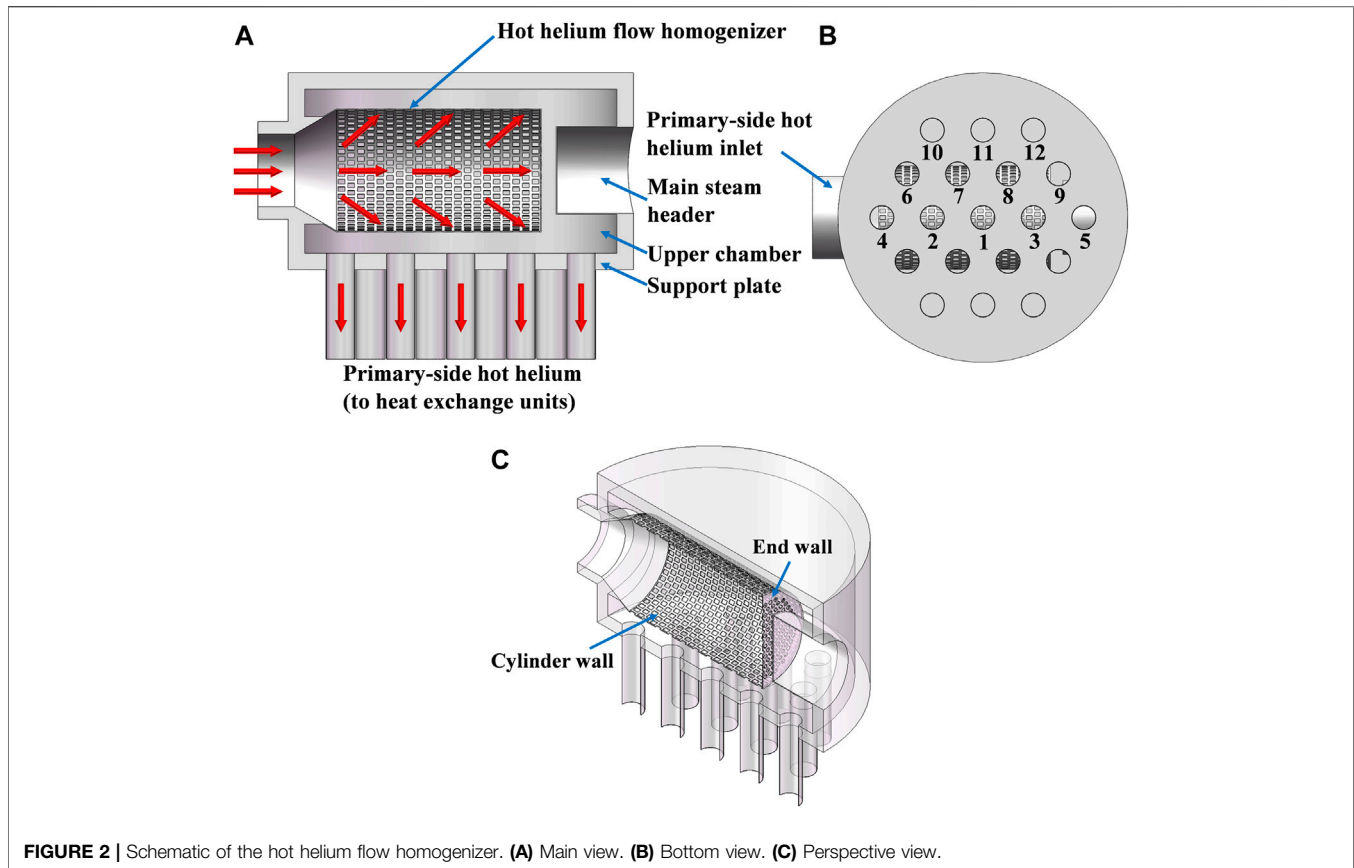 A
Hot helium flow homogenizer
B
Primary-side hot
helium inlet
Main steam
header
Upper chamber
Support plate
Primary-side hot helium
(to heat exchange units)
10 11 12
6 7 8 9
4 2 1 3 5
C
End wall
Cylinder wall
FIGURE 2 | Schematic of the hot helium flow homogenizer. (A) Main view. (B) Bottom view. (C) Perspective view.